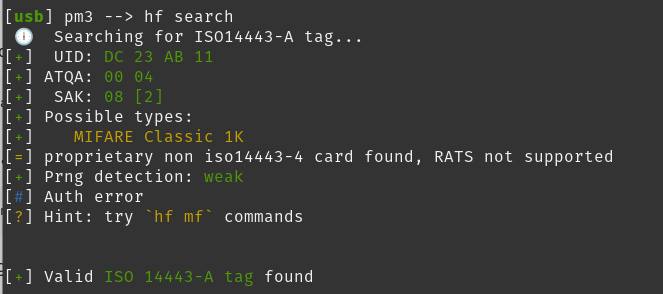 [usb] pm3 --> hf search
🕛 Searching for ISO14443-A tag...
[+]  UID: DC 23 AB 11
[+] ATQA: 00 04
[+]  SAK: 08 [2]
[+] Possible types:
[+]    MIFARE Classic 1K
[=] proprietary non iso14443-4 card found, RATS not supported
[+] Prng detection: weak
[#] Auth error
[?] Hint: try `hf mf` commands
[+] Valid ISO 14443-A tag found